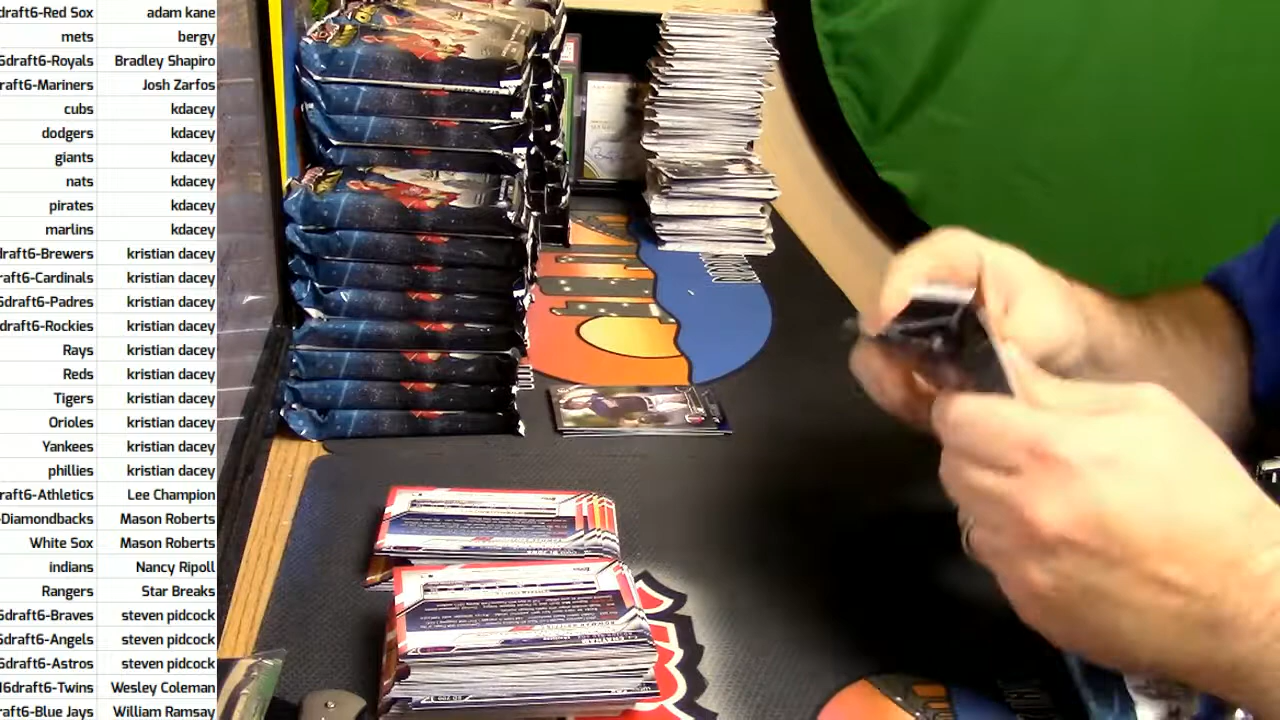 draft6-Red Sox adam kane
mets bergy
6draft6-Royals Bradley Shapiro
raft6-Mariners Josh Zarfos
cubs kdacey
dodgers kdacey
giants kdacey
nats kdacey
pirates kdacey
marlins kdacey
draft6-Brewers kristian dacey
raft6-Cardinals kristian dacey
6draft6-Padres kristian dacey
draft6-Rockies kristian dacey
Rays kristian dacey
Reds kristian dacey
Tigers kristian dacey
Orioles kristian dacey
Yankees kristian dacey
phillies kristian dacey
raft6-Athletics Lee Champion
-Diamondbacks Mason Roberts
White Sox Mason Roberts
indians Nancy Ripoll
Rangers Star Breaks
6draft6-Braves steven pidcock
6draft6-Angels steven pidcock
6draft6-Astros steven pidcock
16draft6-Twins Wesley Coleman
raft6-Blue Jays William Ramsay